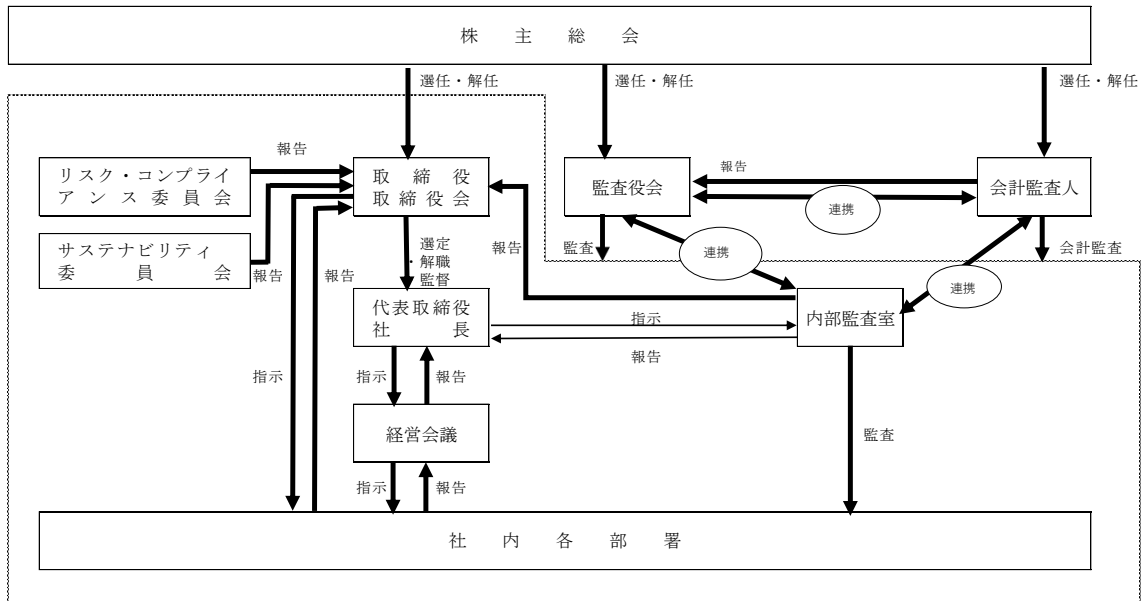 株主総会
選任・解任
選任・解任
選任・解任
報告
リスク・コンプライ
アンス委員会
取締役
取締役会
監査役会
報告
連携
会計監査人
サステナビリティ
委員会
報告
報告
選定
・解職
監督
報告
監査
連携
連携
会計監査
代表取締役
社長
指示
報告
内部監査室
指示
指示
報告
経営会議
監査
指示
報告
社内各部署